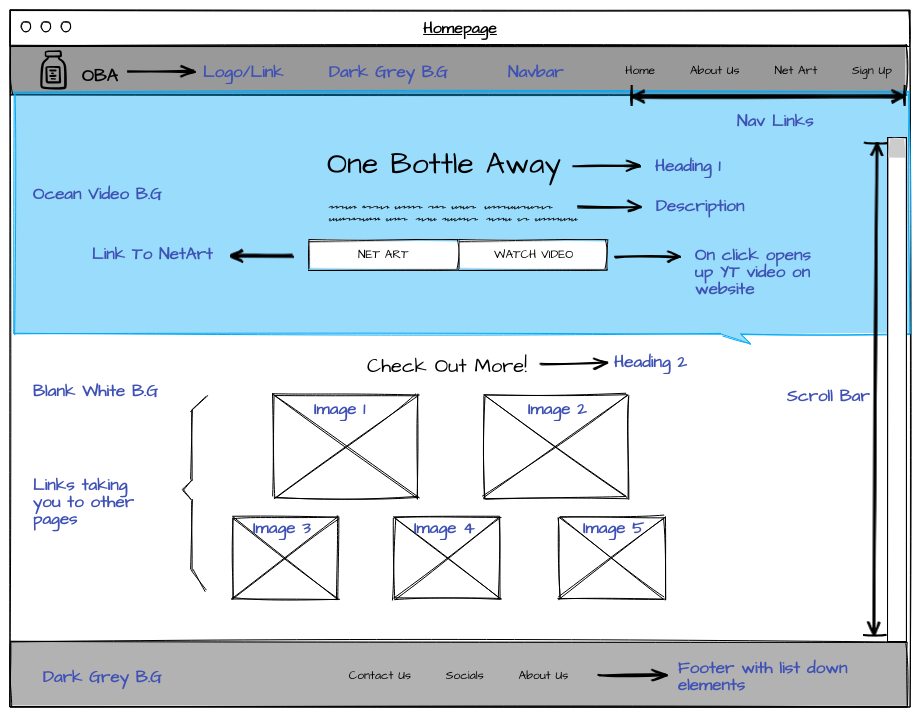 Homepage
OBA
Logo/Link
Dark Grey B.G
Navbar
Home
About Us
Net Art
Sign Up
Nav Links
One Bottle Away
Heading 1
Ocean Video B.G
Description
Link To NetArt
NET ART
WATCH VIDEO
On click opens
up YT video on
website
Check Out More!
Heading 2
Blank White B.G
Scroll Bar
Image 1
Image 2
Links taking
you to other
pages
Image 3
Image 4
Image 5
Dark Grey B.G
Contact Us
Socials
About Us
Footer with list down
elements